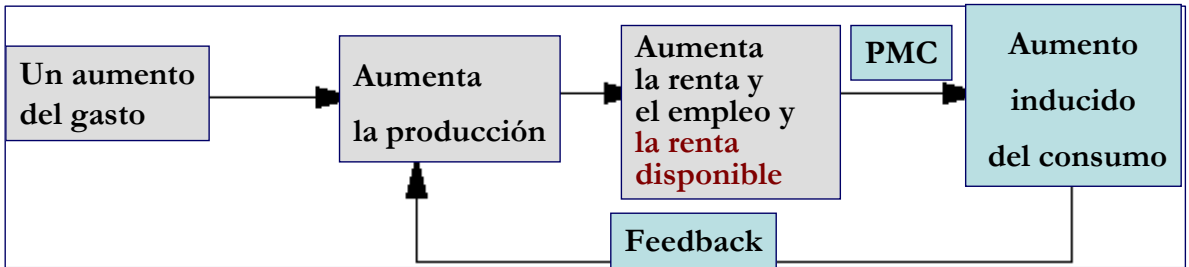 Un aumento
del gasto
Aumenta
la producción
Aumenta
la renta y
el empleo y
la renta
disponible
PMC
Aumento
inducido
del consumo
Feedback